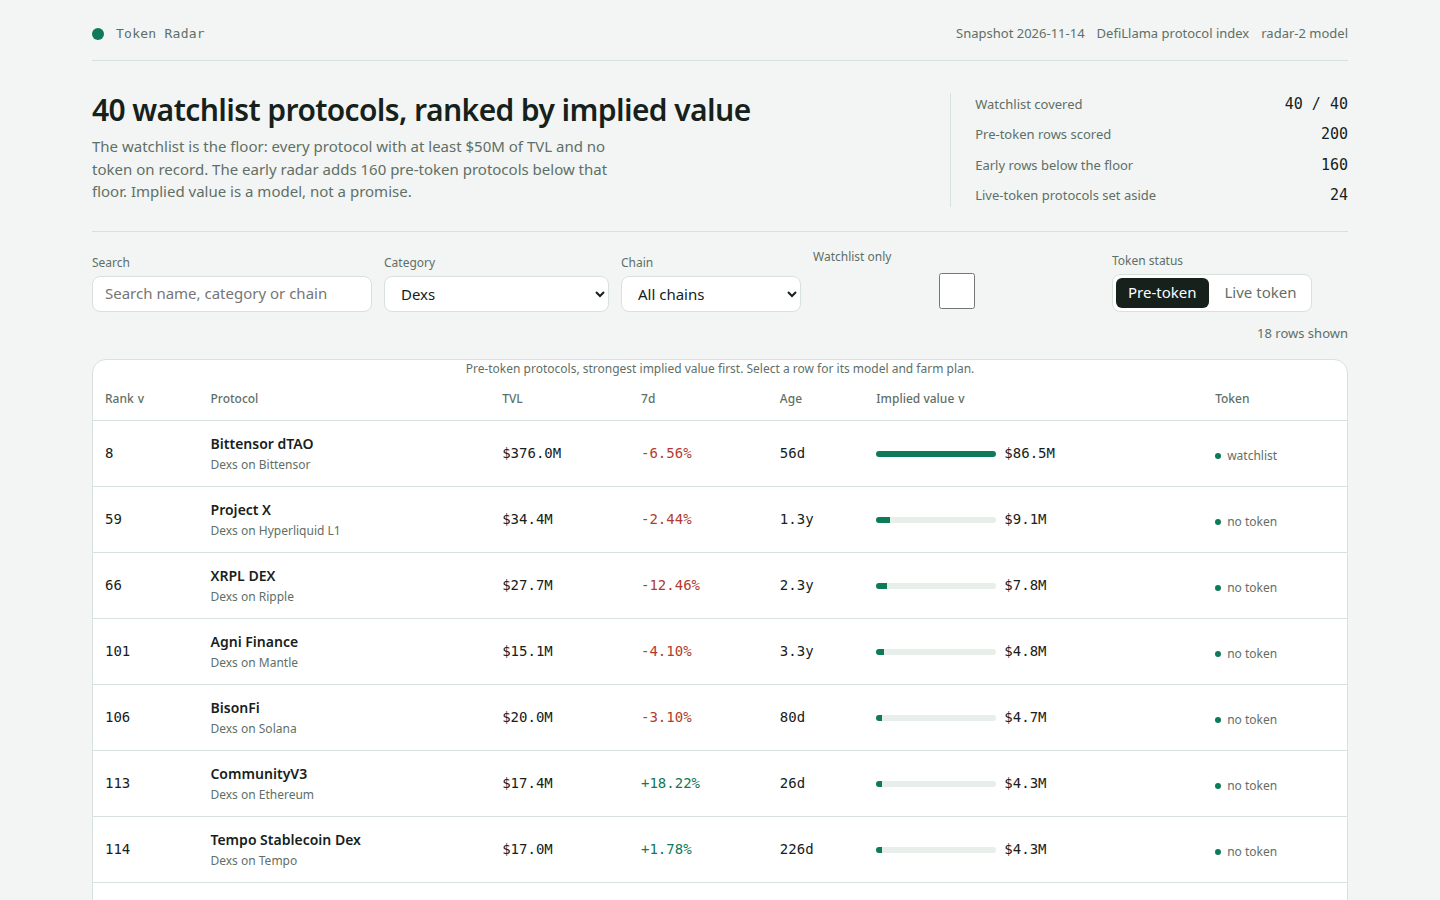 Token Radar
Snapshot 2026-11-14 DefiLlama protocol index radar-2 model
40 watchlist protocols, ranked by implied value
The watchlist is the floor: every protocol with at least $50M of TVL and no
token on record. The early radar adds 160 pre-token protocols below that
floor. Implied value is a model, not a promise.
Watchlist covered 40 / 40
Pre-token rows scored 200
Early rows below the floor 160
Live-token protocols set aside 24
Search
Search name, category or chain
Category
Dexs
Chain
All chains
Watchlist only
Token status
Pre-token Live token
18 rows shown
Pre-token protocols, strongest implied value first. Select a row for its model and farm plan.
Rank v Protocol TVL 7d Age Implied value v Token
8 Bittensor dTAO $376.0M -6.56% 56d $86.5M watchlist
Dexs on Bittensor
59 Project X $34.4M -2.44% 1.3y $9.1M no token
Dexs on Hyperliquid L1
66 XRPL DEX $27.7M -12.46% 2.3y $7.8M no token
Dexs on Ripple
101 Agni Finance $15.1M -4.10% 3.3y $4.8M no token
Dexs on Mantle
106 BisonFi $20.0M -3.10% 80d $4.7M no token
Dexs on Solana
113 CommunityV3 $17.4M +18.22% 26d $4.3M no token
Dexs on Ethereum
114 Tempo Stablecoin Dex $17.0M +1.78% 226d $4.3M no token
Dexs on Tempo